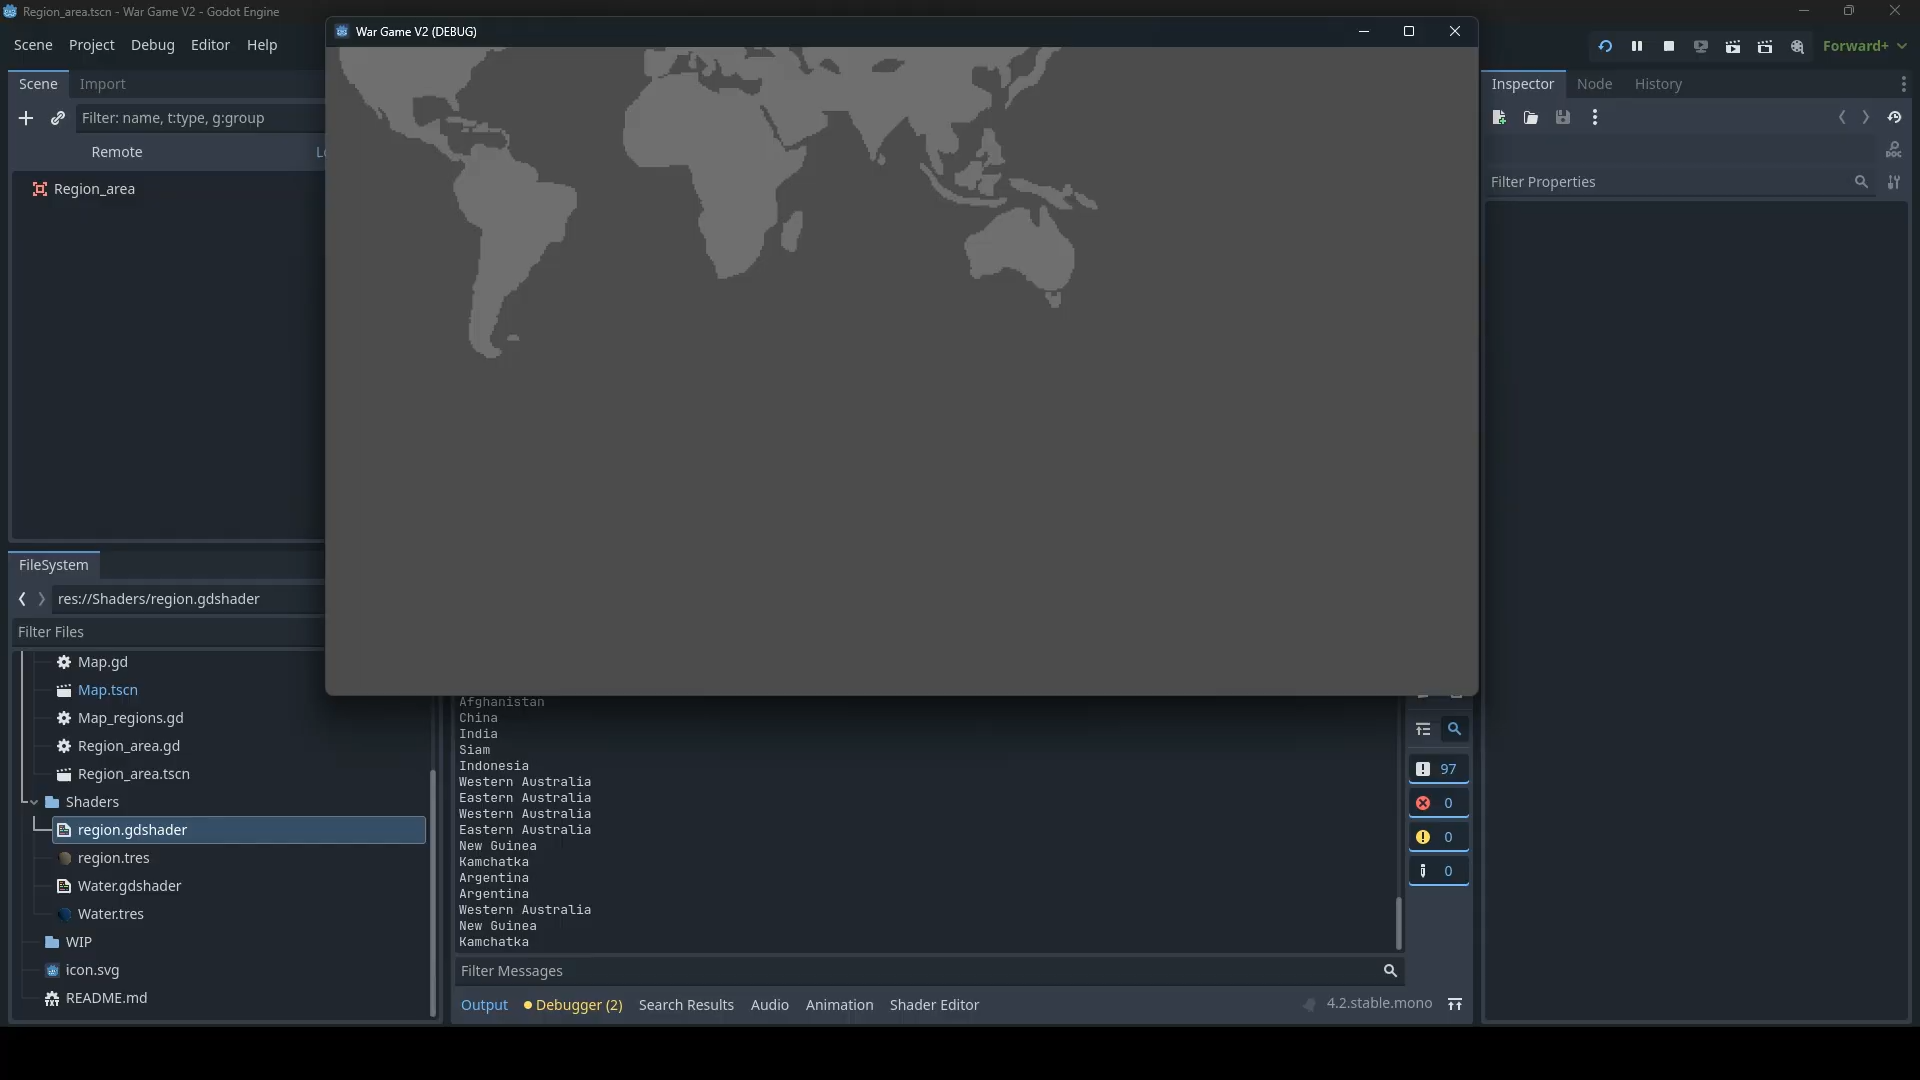 Region_area.tscn - War Game V2 - Godot Engine
Scene Project Debug Editor Help
War Game V2 (DEBUG)
Forward+
Scene Import
Filter: name, t:type, g:group
Remote
Region_area
Inspector Node History
DOC
Filter Properties
FileSystem
res://Shaders/region.gdshader
Filter Files
Map.gd
Map.tscn
Map_regions.gd
Region_area.gd
Region_area.tscn
Shaders
region.gdshader
region.tres
Water.gdshader
Water.tres
WIP
icon.svg
README.md
Afghanistan
China
India
Siam
Indonesia
Western Australia
Eastern Australia
Western Australia
Eastern Australia
New Guinea
Kamchatka
Argentina
Argentina
Western Australia
New Guinea
Kamchatka
97
0
0
0
Filter Messages
Output Debugger (2) Search Results Audio Animation Shader Editor 4.2.stable.mono